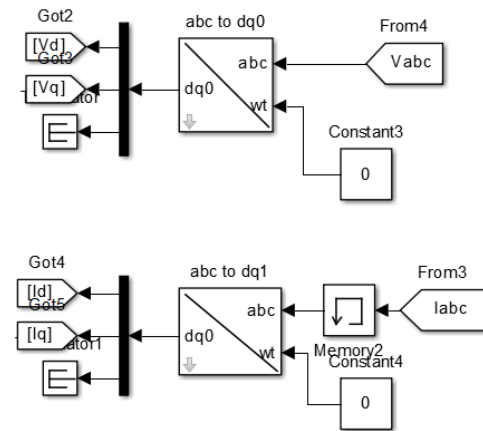 Got2
abc to dq0
From4
[Vd]
Got3
abc
Vabc
[Vq]
dq0
wt
Constant3
0
Got4
abc to dq1
From3
[Id]
Got5
abc
Iabc
[Iq]
dq0
wt
Memory2
Constant4
0